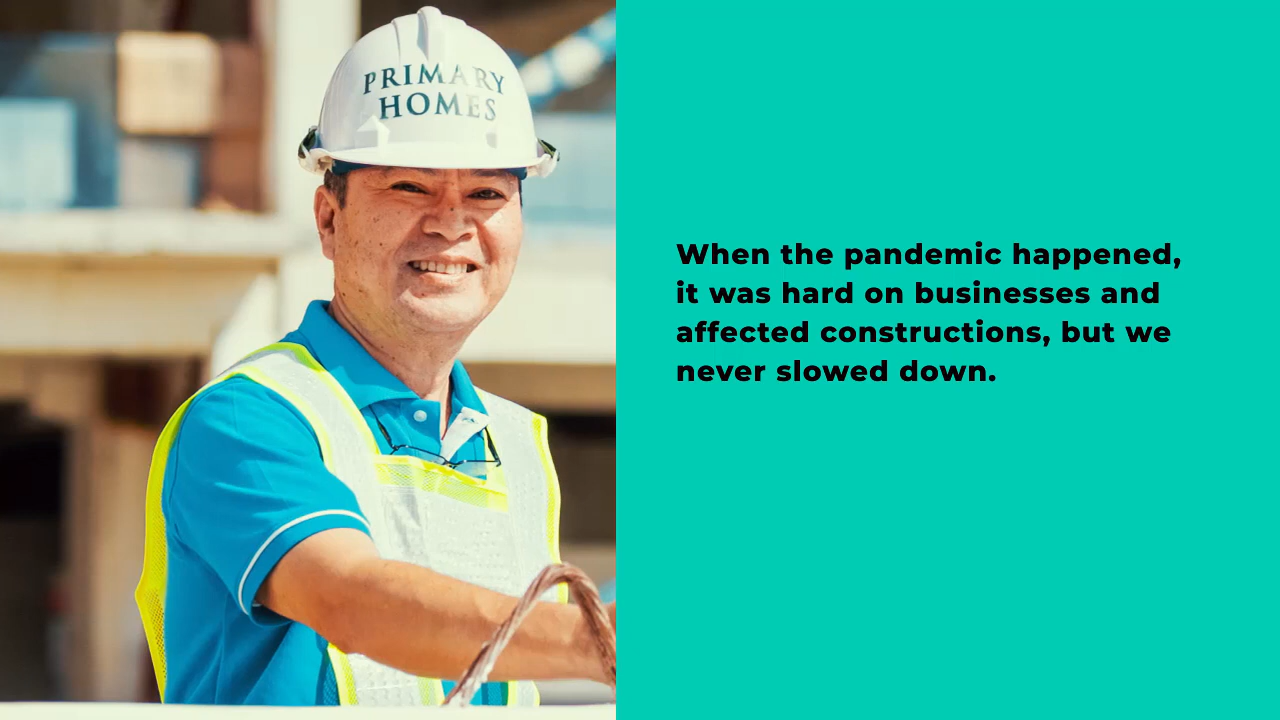 PRIMARY
HOMES
When the pandemic happened,
it was hard on businesses and
affected constructions, but we
never slowed down.